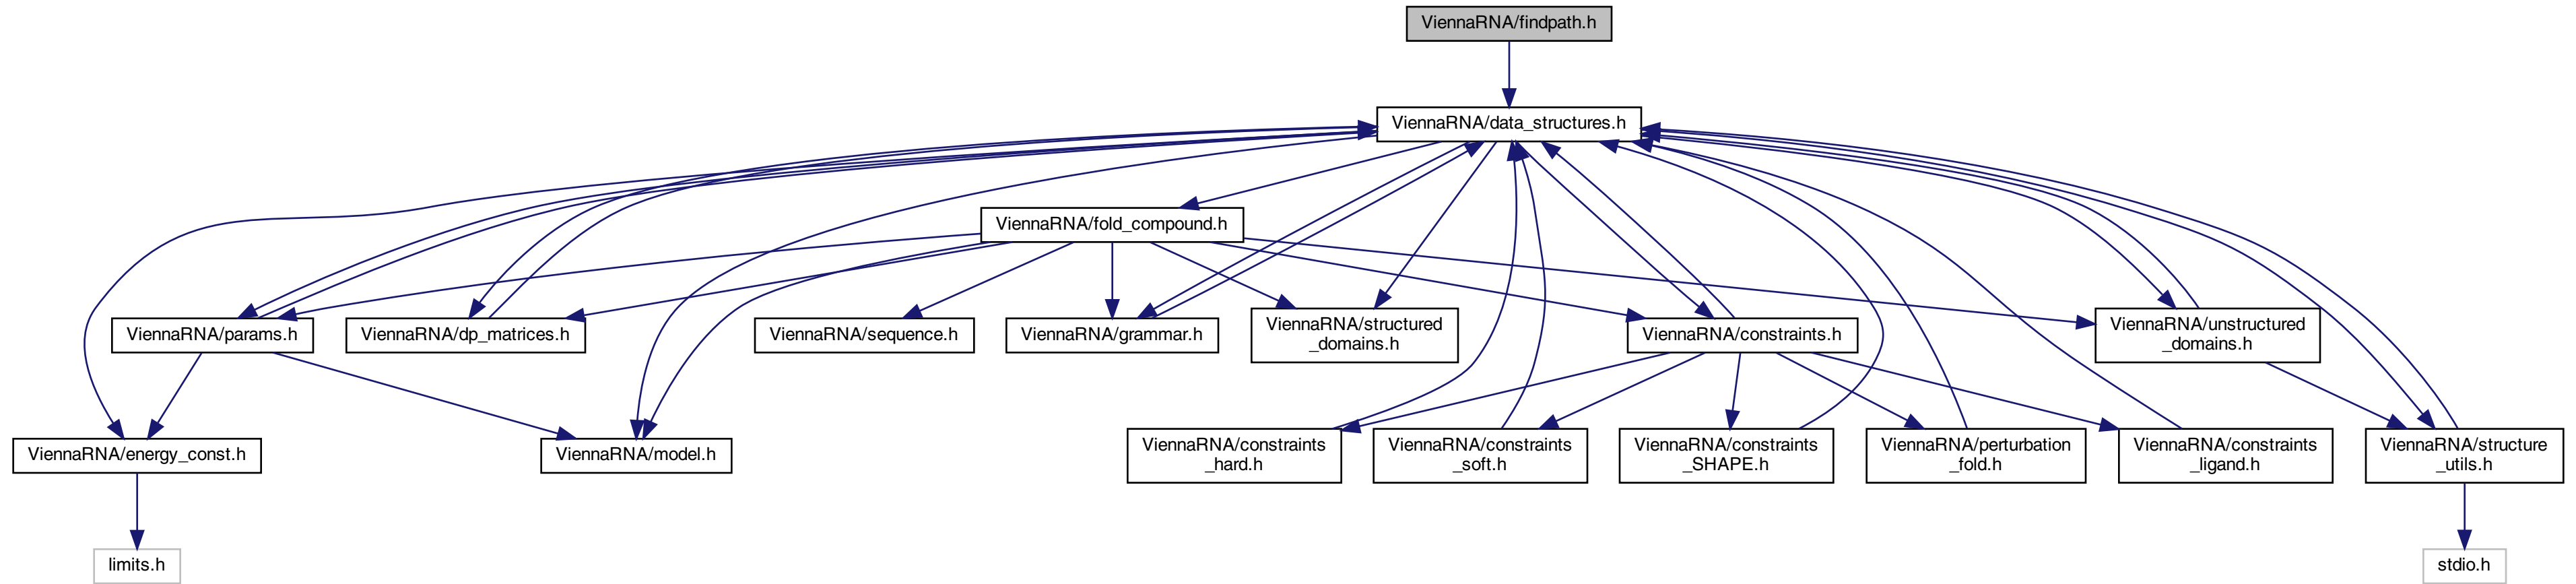 ViennaRNA/findpath.h
ViennaRNA/data_structures.h
ViennaRNA/fold_compound.h
ViennaRNA/params.h
ViennaRNA/dp_matrices.h
ViennaRNA/sequence.h
ViennaRNA/grammar.h
ViennaRNA/structured
_domains.h
ViennaRNA/constraints.h
ViennaRNA/unstructured
_domains.h
ViennaRNA/energy_const.h
ViennaRNA/model.h
ViennaRNA/constraints
_hard.h
ViennaRNA/constraints
_soft.h
ViennaRNA/constraints
_SHAPE.h
ViennaRNA/perturbation
_fold.h
ViennaRNA/constraints
_ligand.h
ViennaRNA/structure
_utils.h
limits.h
stdio.h